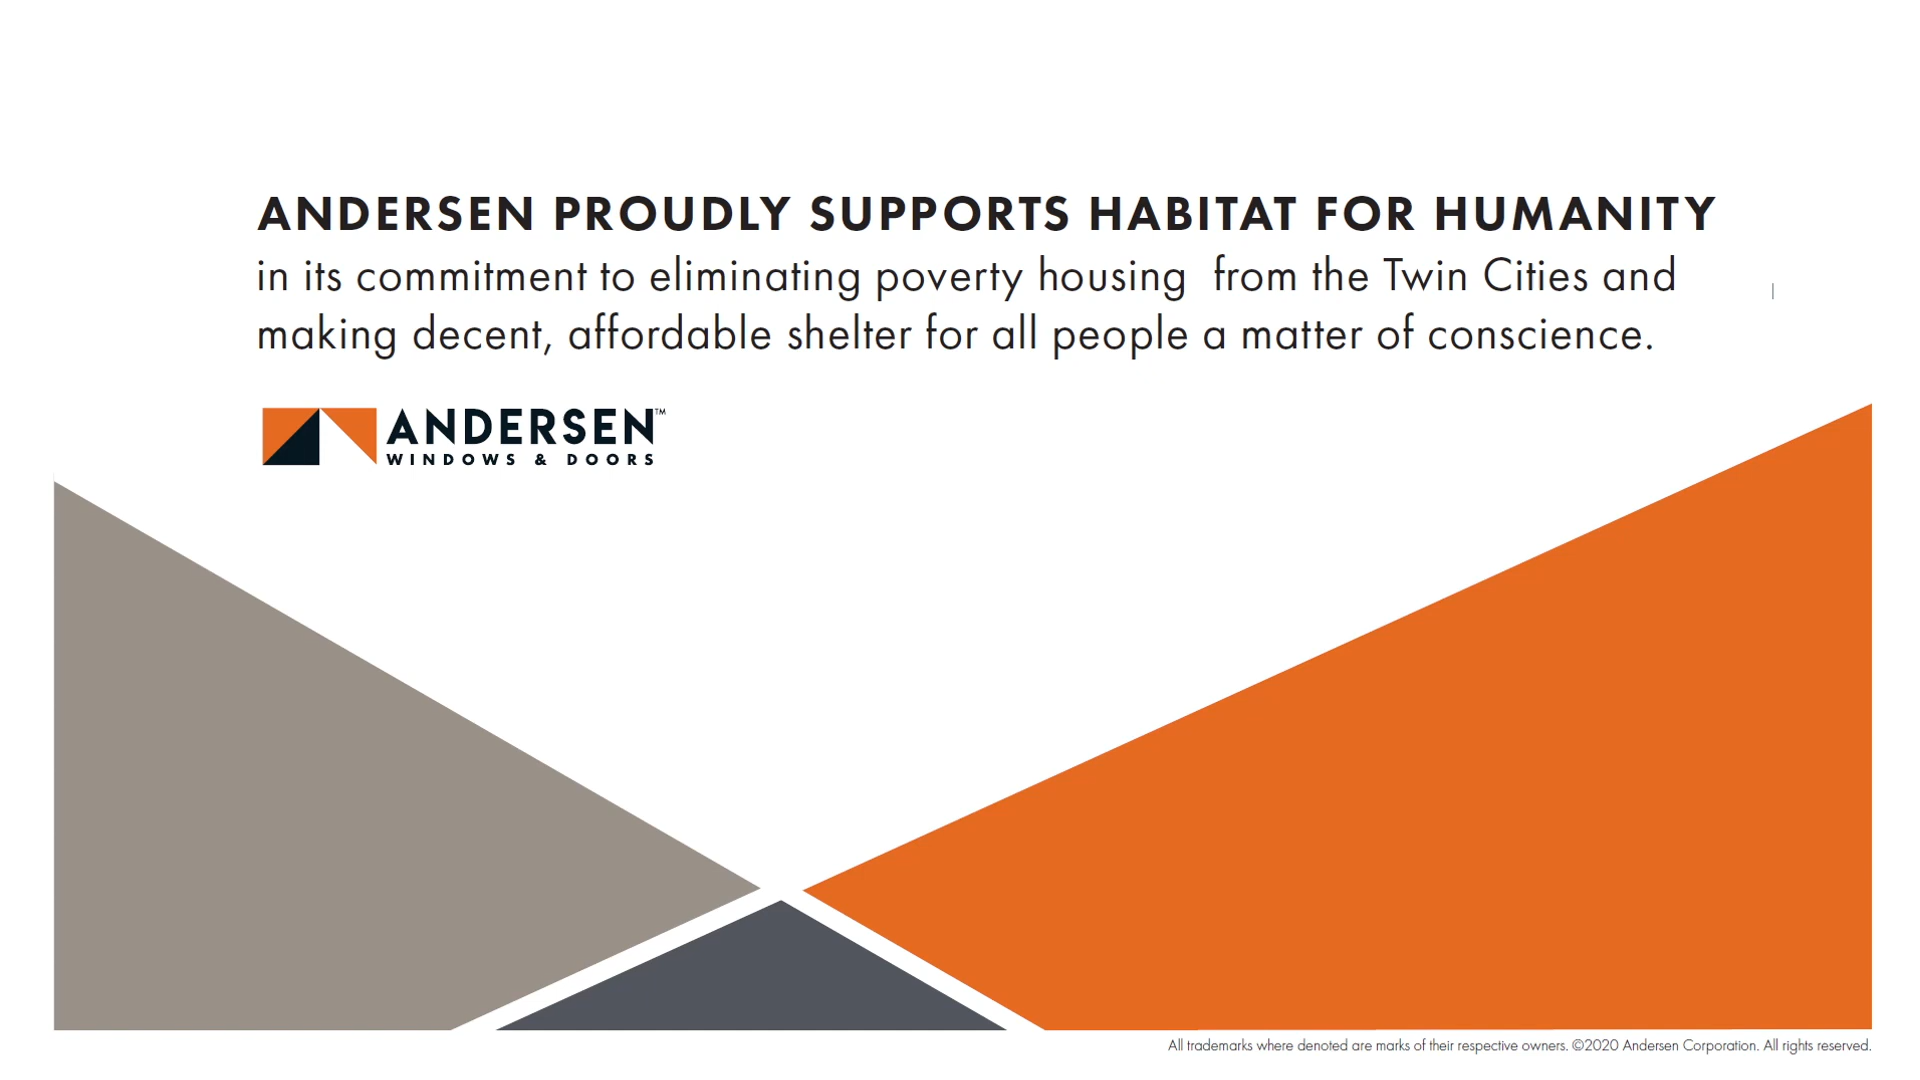 ANDERSEN PROUDLY SUPPORTS HABITAT FOR HUMANITY
in its commitment to eliminating poverty housing  from the Twin Cities and
making decent, affordable shelter for all people a matter of conscience.
ANDERSEN™
WINDOWS & DOORS
All trademarks where denoted are marks of their respective owners. ©2020 Andersen Corporation. All rights reserved.